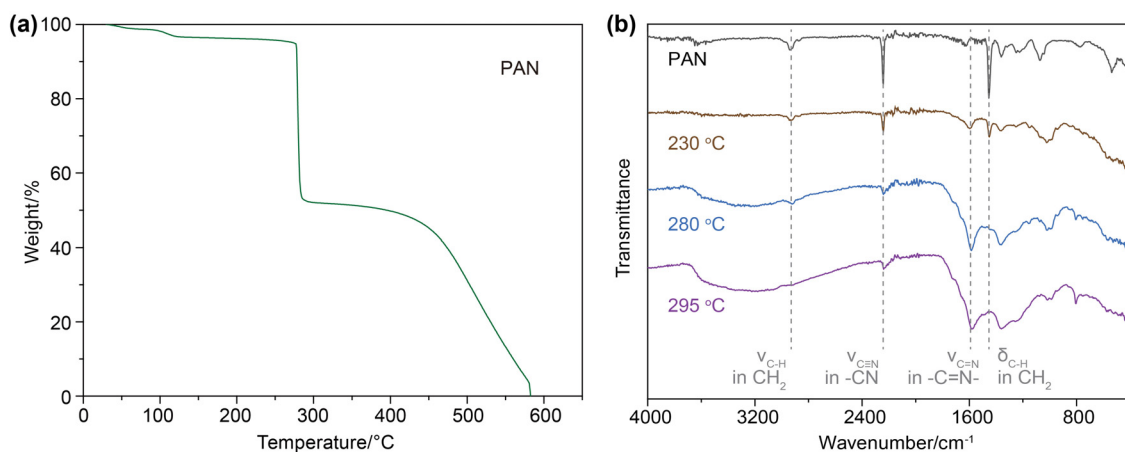 (a)
100
80
60
40
20
0
Weight/%
PAN
0 100 200 300 400 500 600
Temperature/°C
(b)
Transmittance
PAN
230 °C
280 °C
295 °C
νC-H
in CH2
νC≡N
in -CN
νC=N
in -C=N-
δC-H
in CH2
4000 3200 2400 1600 800
Wavenumber/cm-1